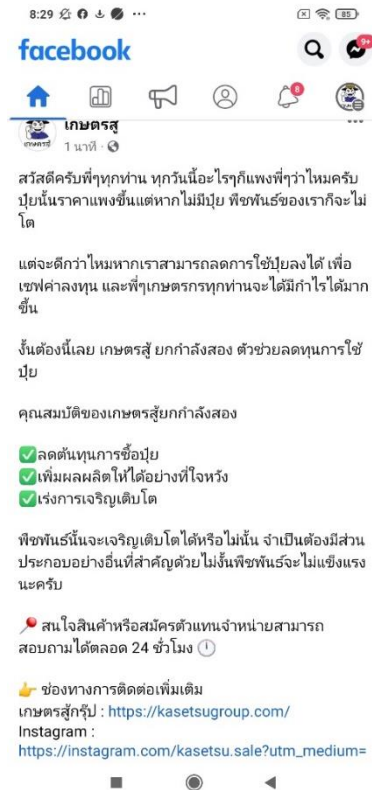 8:29
85
facebook
9+
8
เกษตรสู้
1 นาที ·
สวัสดีครับพี่ๆทุกท่าน ทุกวันนี้อะไรๆก็แพงพี่ๆว่าไหมครับ
ปุ๋ยนั้นราคาแพงขึ้นแต่หากไม่มีปุ๋ย พืชพันธ์ของเราก็จะไม่
โต
แต่จะดีกว่าไหมหากเราสามารถลดการใช้ปุ๋ยลงได้ เพื่อ
เซฟค่าลงทุน และพี่ๆเกษตรกรทุกท่านจะได้มีกำไรได้มาก
ขึ้น
งั้นต้องนี้เลย เกษตรสู้ ยกกำลังสอง ตัวช่วยลดทุนการใช้
ปุ๋ย
คุณสมบัติของเกษตรสู้ยกกำลังสอง
✅ลดต้นทุนการซื้อปุ๋ย
✅เพิ่มผลผลิตให้ได้อย่างที่ใจหวัง
✅เร่งการเจริญเติบโต
พืชพันธ์นั้นจะเจริญเติบโตได้หรือไม่นั้น จำเป็นต้องมีส่วน
ประกอบอย่างอื่นที่สำคัญด้วยไม่งั้นพืชพันธ์จะไม่แข็งแรง
นะครับ
📍 สนใจสินค้าหรือสมัครตัวแทนจำหน่ายสามารถ
สอบถามได้ตลอด 24 ชั่วโมง 🕛
👉 ช่องทางการติดต่อเพิ่มเติม
เกษตรสู้กรุ๊ป : https://kasetsugroup.com/
Instagram :
https://instagram.com/kasetsu.sale?utm_medium=